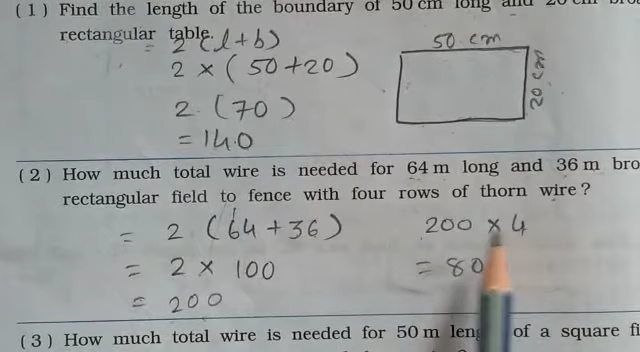 (1) Find the length of the boundary of 50 cm long and 20 cm
rectangular table.
= 2 (l+b)
50 cm
20 cm
2 × (50+20)
2 (70)
= 140
(2) How much total wire is needed for 64 m long and 36 m
rectangular field to fence with four rows of thorn wire?
= 2 (64+36)
200 × 4
= 2 × 100
= 80
= 200
(3) How much total wire is needed for 50 m of a square